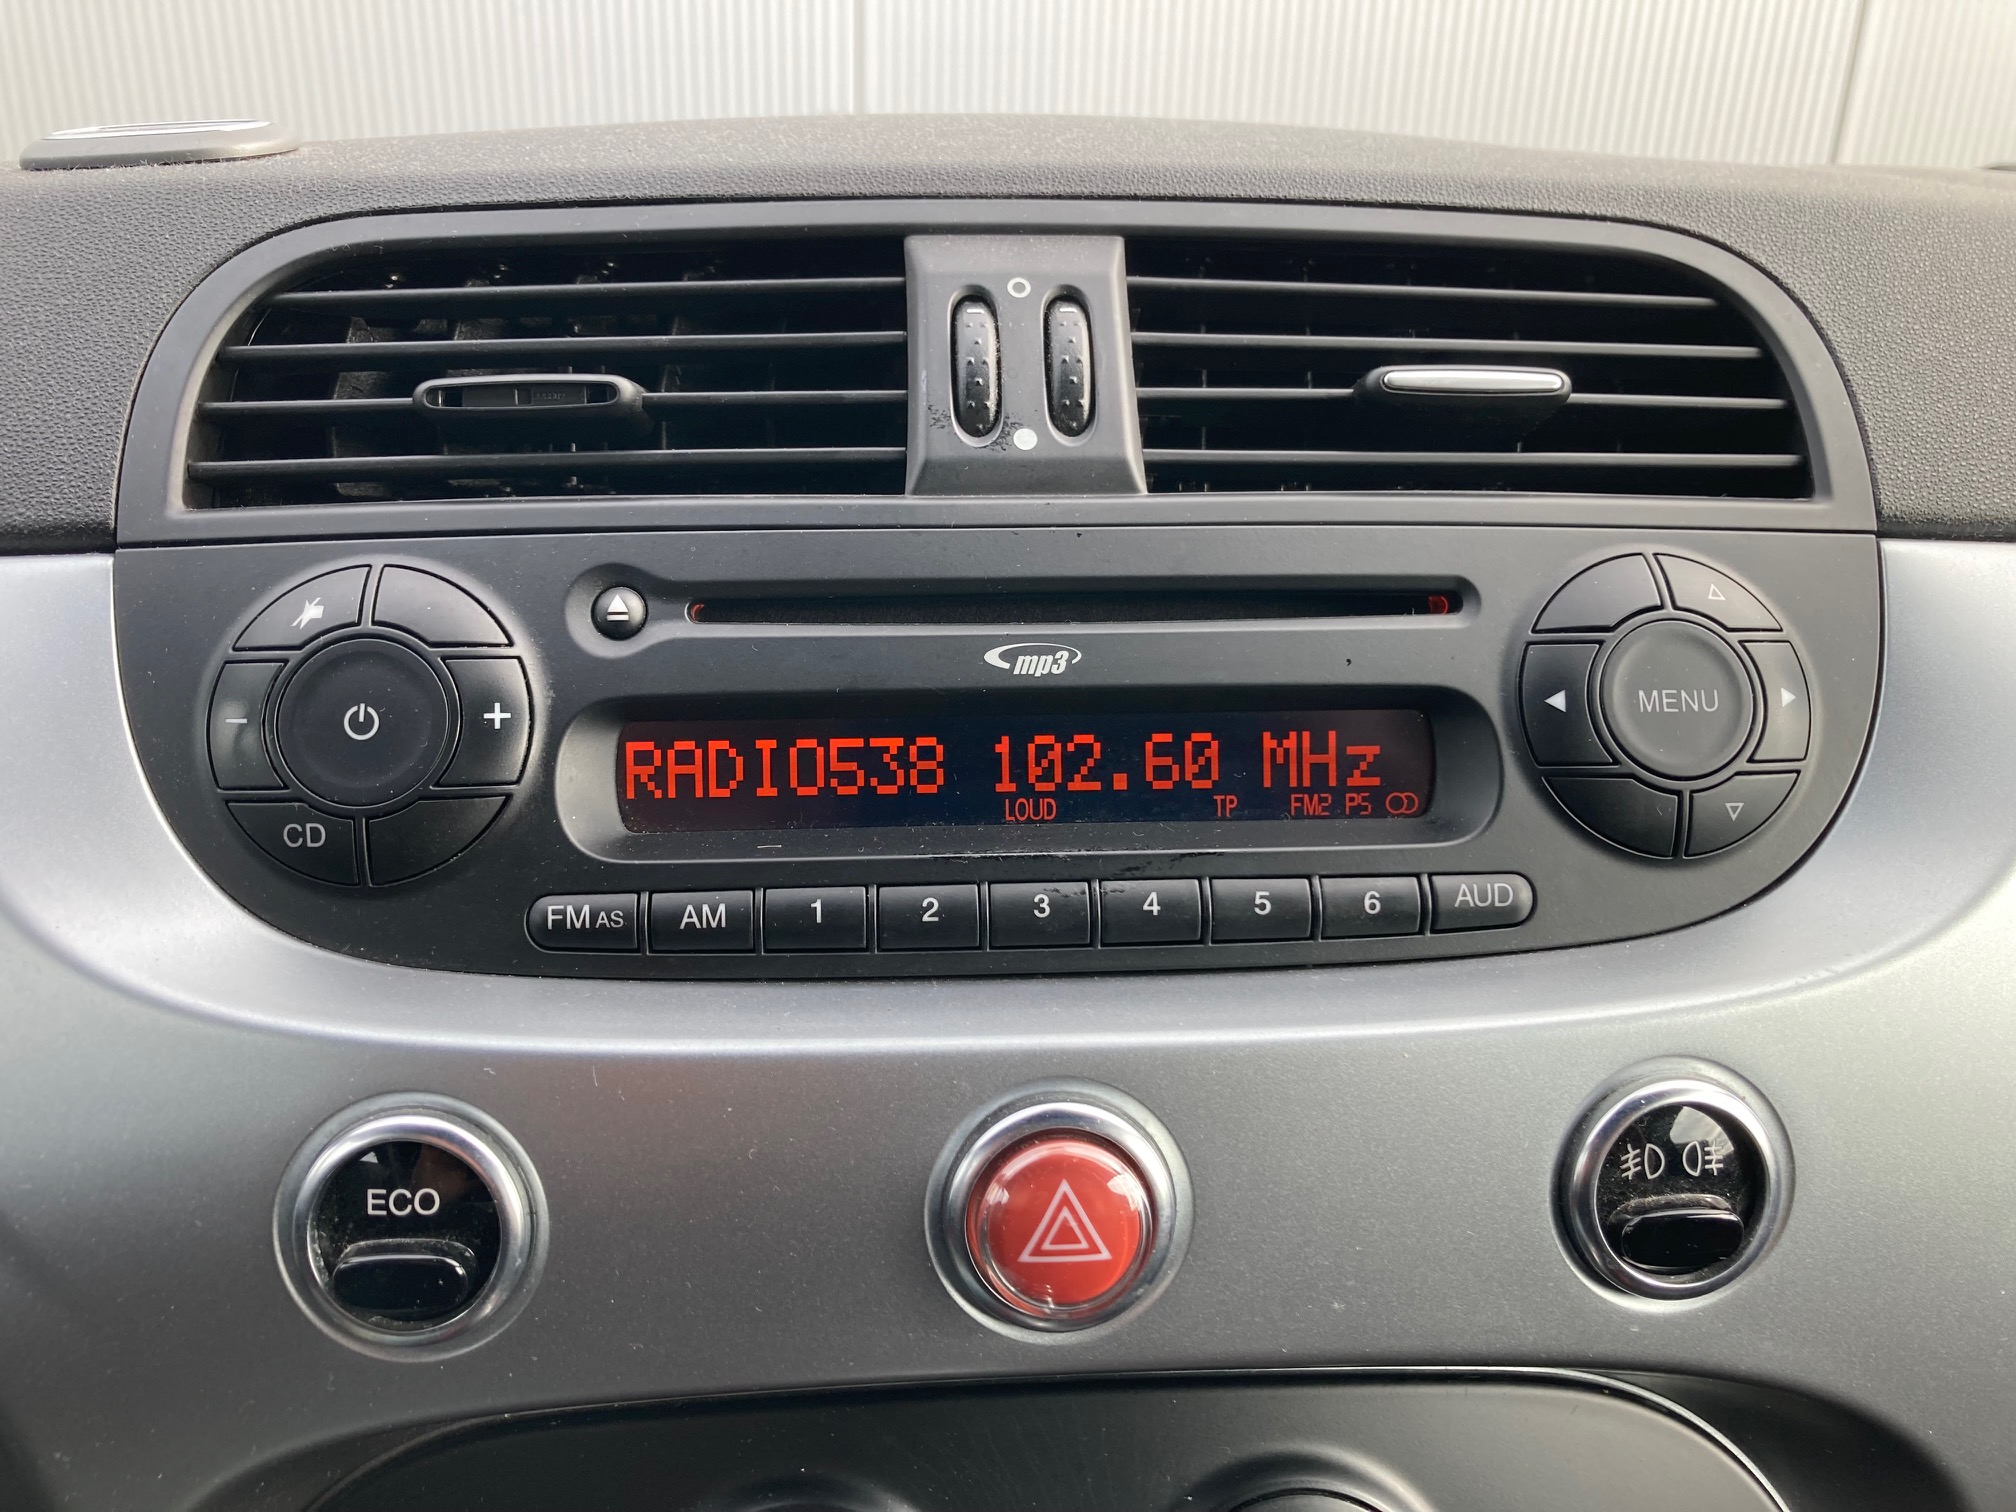 mp3
RADIO538 102.60 MHz
LOUD TP FM2 PS
MENU
CD
FM AS AM 1 2 3 4 5 6 AUD
ECO